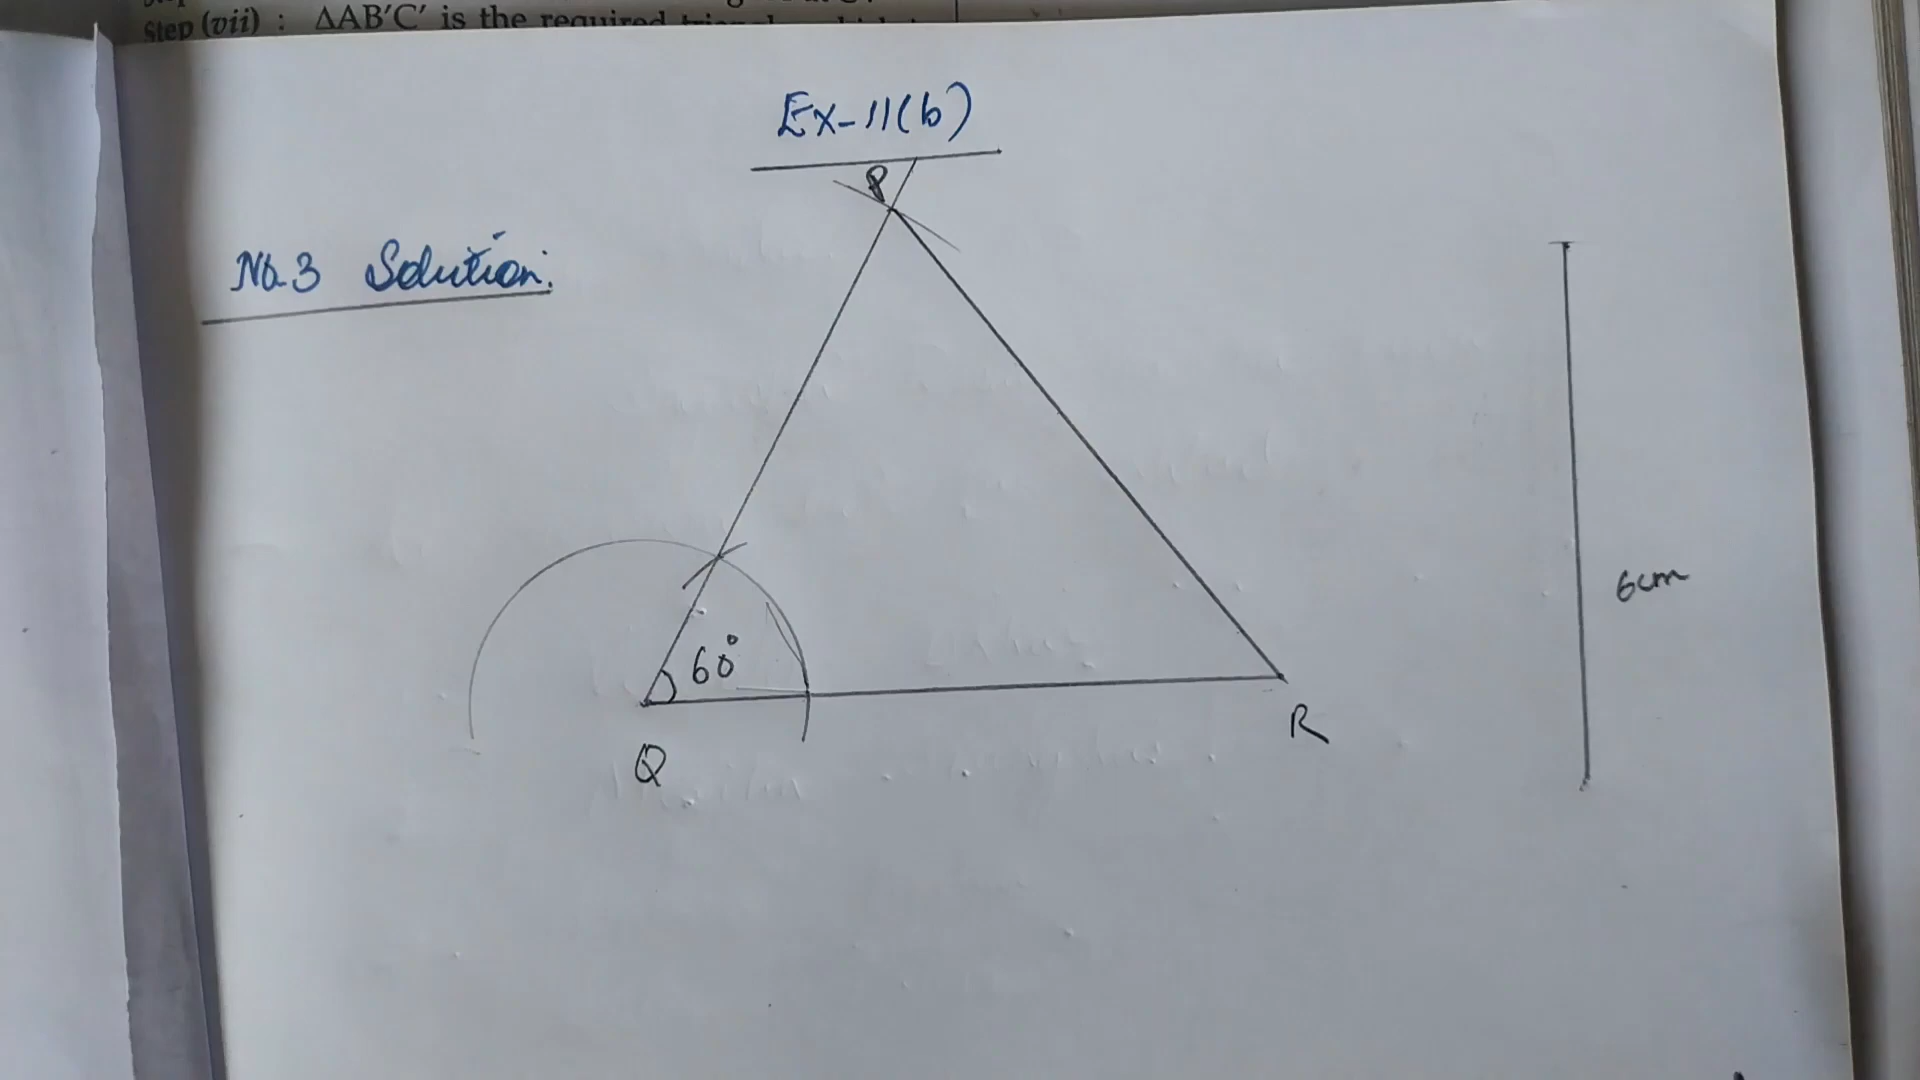 Step (vii) : ΔAB′C′ is the required
Ex-11(b)
P
No.3 Solution:
6cm
60°
R
Q